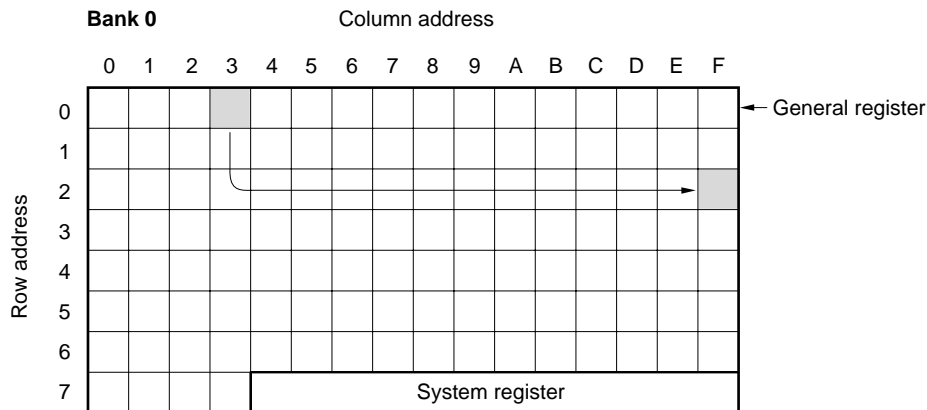 Bank 0 Column address
0 1 2 3 4 5 6 7 8 9 A B C D E F
0 General register
1
2
3
4
5
6
7 System register
Row address